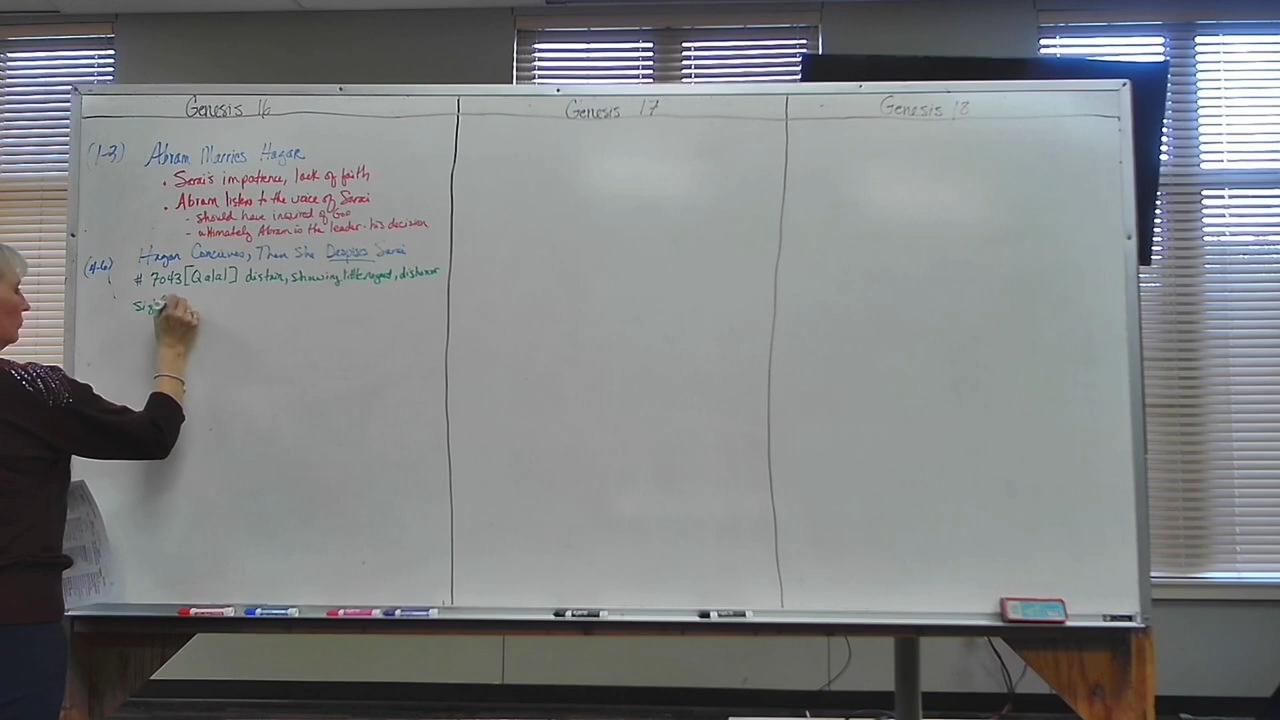 Genesis 16
Genesis 17
Genesis 18
(1-3) Abram Marries Hagar
• Sarai's impatience, lack of faith
• Abram listens to the voice of Sarai
- should have inquired of God
- ultimately Abram is the leader - his decision
(4-6) Hagar Concieves, Then She Despises Sarai
# 7043 [Qalal] distain, showing little regard, dishonor